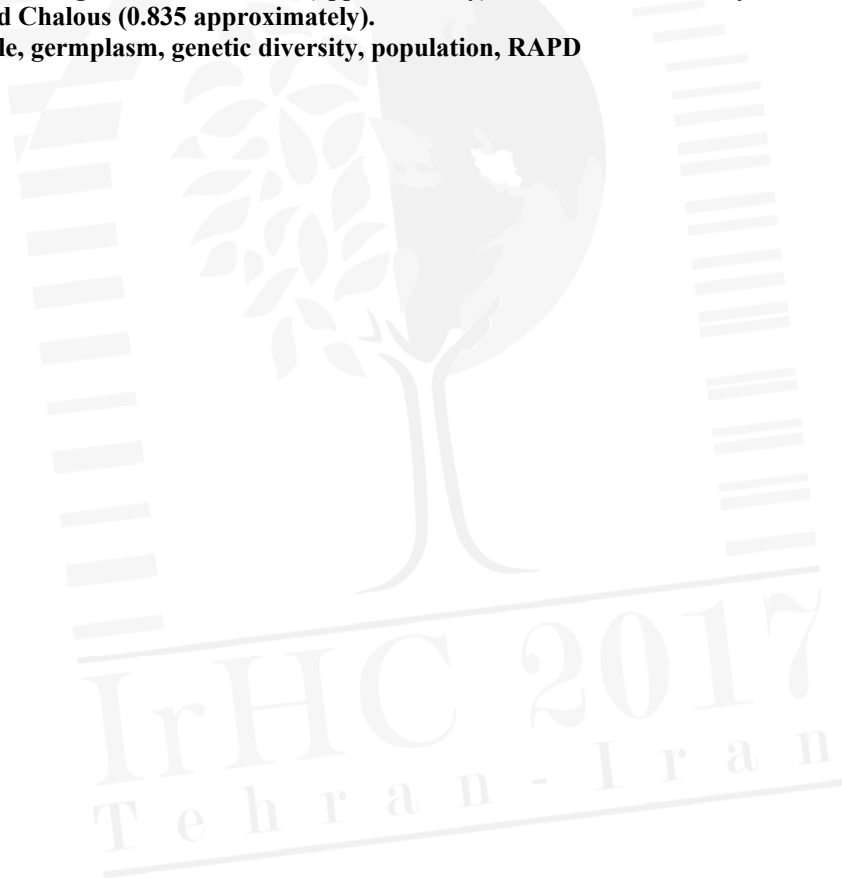 d Chalous (0.835 approximately).
le, germplasm, genetic diversity, population, RAPD
IrHC 2017
Tehran - Iran